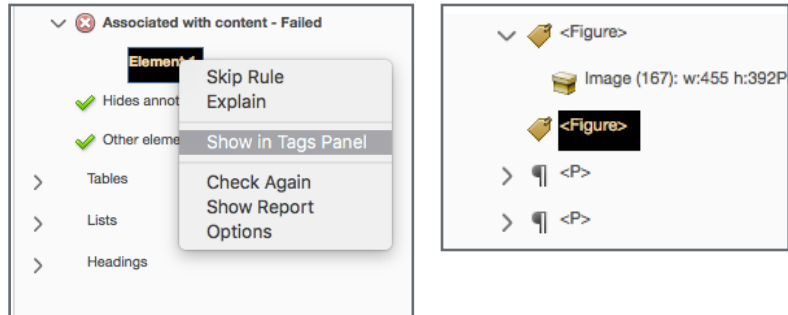 Associated with content - Failed
Element 1
Skip Rule
Hides annot
Explain
Other eleme
Show in Tags Panel
Tables
Check Again
Show Report
Lists
Options
Headings
<Figure>
Image (167): w:455 h:392P
<Figure>
<P>
<P>